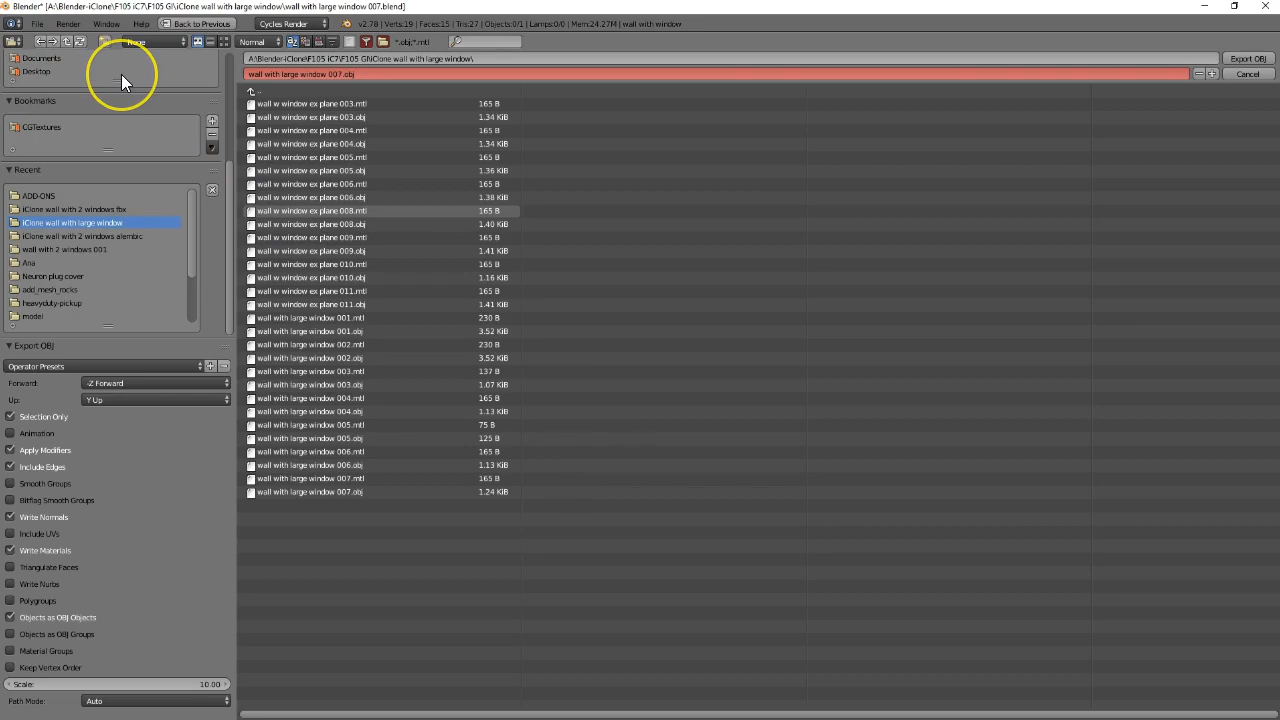 Blender* [A:\Blender-iClone\F105 iC7\F105 GI\iClone wall with large window\wall with large window 007.blend]
File Render Window Help Back to Previous Cycles Render v2.78 | Verts:19 | Faces:15 | Tris:27 | Objects:0/1 | Lamps:0/0 | Mem:24.27M | wall with window
None Normal *.obj;*.mtl
Documents
Desktop
Bookmarks
CGTextures
Recent
ADD-ONS
iClone wall with 2 windows fbx
iClone wall with large window
iClone wall with 2 windows alembic
wall with 2 windows 001
Ana
Neuron plug cover
add_mesh_rocks
heavyduty-pickup
model
Export OBJ
Operator Presets
Forward: -Z Forward
Up: Y Up
Selection Only
Animation
Apply Modifiers
Include Edges
Smooth Groups
Bitflag Smooth Groups
Write Normals
Include UVs
Write Materials
Triangulate Faces
Write Nurbs
Polygroups
Objects as OBJ Objects
Objects as OBJ Groups
Material Groups
Keep Vertex Order
Scale: 10.00
Path Mode: Auto
A:\Blender-iClone\F105 iC7\F105 GI\iClone wall with large window\ Export OBJ
wall with large window 007.obj Cancel
..
wall w window ex plane 003.mtl 165 B
wall w window ex plane 003.obj 1.34 KiB
wall w window ex plane 004.mtl 165 B
wall w window ex plane 004.obj 1.34 KiB
wall w window ex plane 005.mtl 165 B
wall w window ex plane 005.obj 1.36 KiB
wall w window ex plane 006.mtl 165 B
wall w window ex plane 006.obj 1.38 KiB
wall w window ex plane 008.mtl 165 B
wall w window ex plane 008.obj 1.40 KiB
wall w window ex plane 009.mtl 165 B
wall w window ex plane 009.obj 1.41 KiB
wall w window ex plane 010.mtl 165 B
wall w window ex plane 010.obj 1.16 KiB
wall w window ex plane 011.mtl 165 B
wall w window ex plane 011.obj 1.41 KiB
wall with large window 001.mtl 230 B
wall with large window 001.obj 3.52 KiB
wall with large window 002.mtl 230 B
wall with large window 002.obj 3.52 KiB
wall with large window 003.mtl 137 B
wall with large window 003.obj 1.07 KiB
wall with large window 004.mtl 165 B
wall with large window 004.obj 1.13 KiB
wall with large window 005.mtl 75 B
wall with large window 005.obj 125 B
wall with large window 006.mtl 165 B
wall with large window 006.obj 1.13 KiB
wall with large window 007.mtl 165 B
wall with large window 007.obj 1.24 KiB